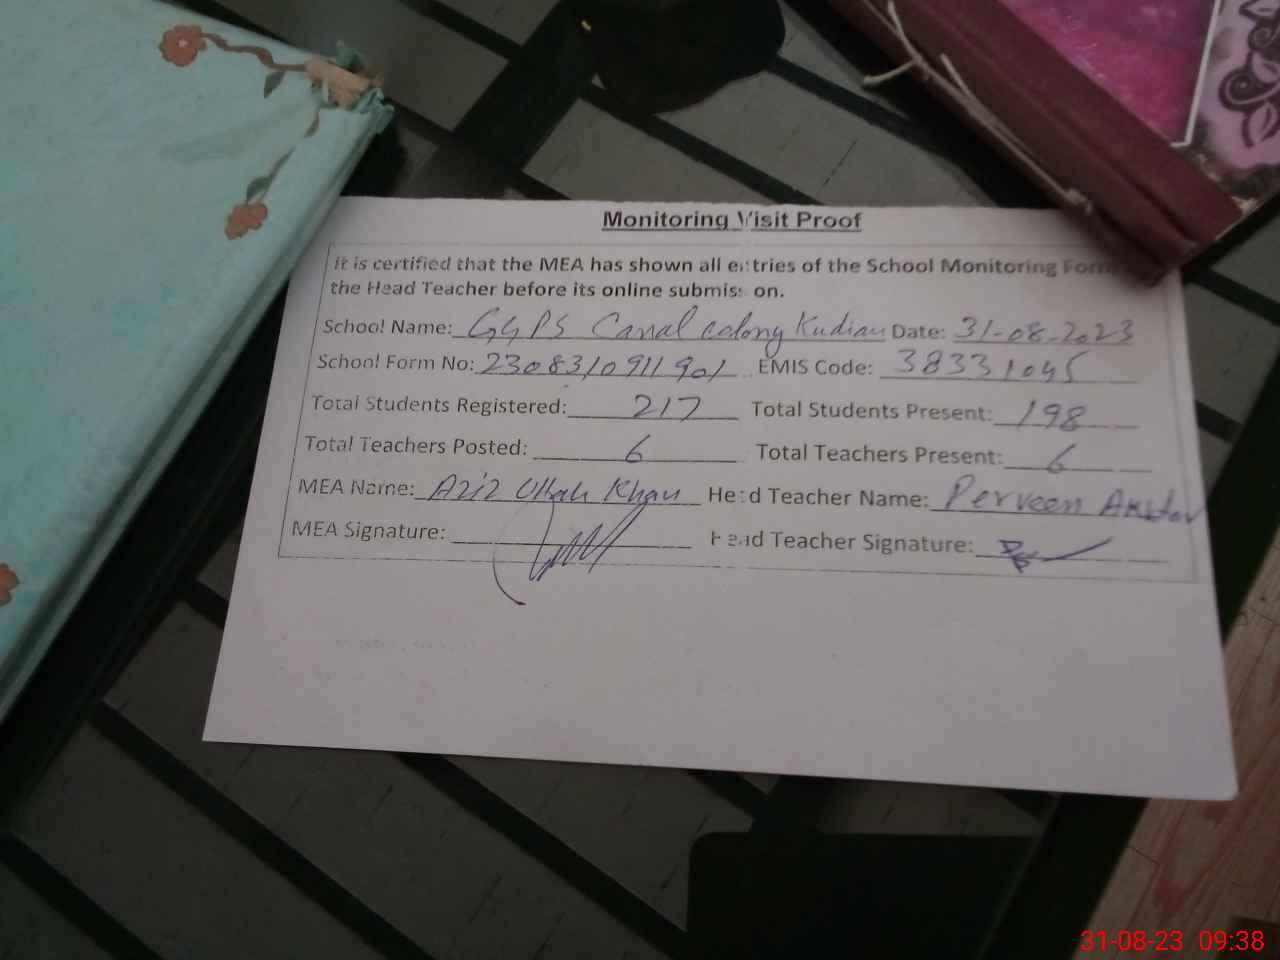 Monitoring Visit Proof
It is certified that the MEA has shown all entries of the School Monitoring Form
the Head Teacher before its online submission.
School Name: GGPS Canal colony Kudian Date: 31-08-2023
School Form No: 230831091190/ EMIS Code: 38331045
Total Students Registered: 217 Total Students Present: 198
Total Teachers Posted: 6 Total Teachers Present: 6
MEA Name: Aziz Ullah Khan Head Teacher Name: Perveen Akhtar
MEA Signature: Head Teacher Signature:
31-08-23 09:38